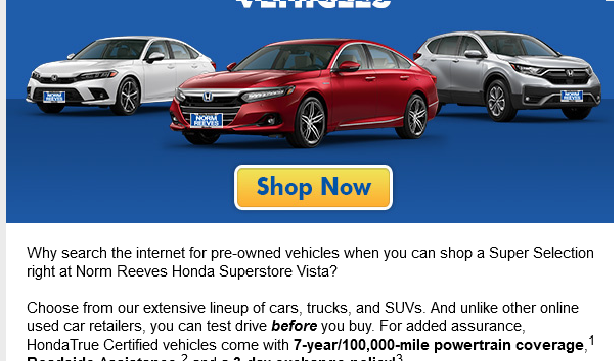 VEHICLES
NORM REEVES
NORM REEVES
NORM REEVES
Shop Now
Why search the internet for pre-owned vehicles when you can shop a Super Selection
right at Norm Reeves Honda Superstore Vista?
Choose from our extensive lineup of cars, trucks, and SUVs. And unlike other online
used car retailers, you can test drive before you buy. For added assurance,
HondaTrue Certified vehicles come with 7-year/100,000-mile powertrain coverage,1
Roadside Assistance,2 and a 3-day exchange policy!3